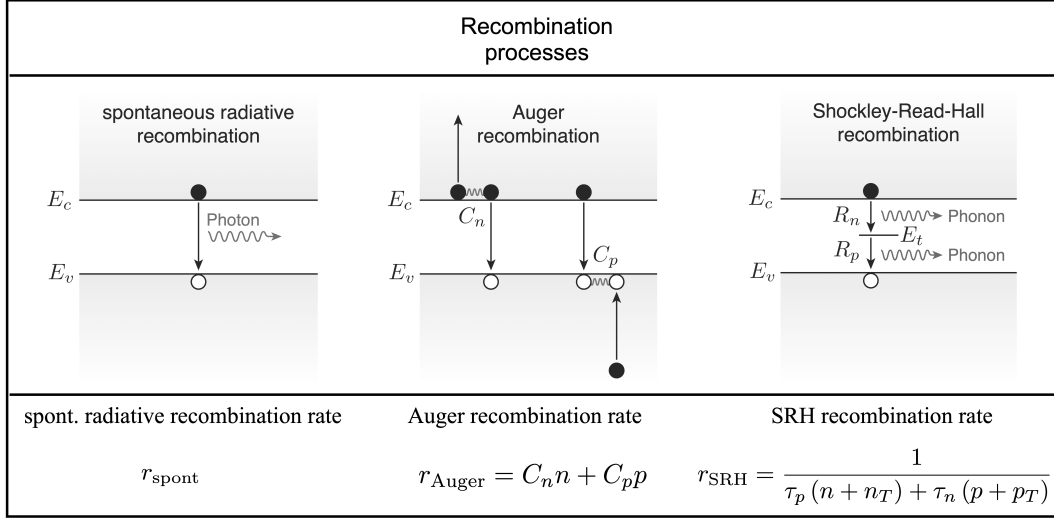 Recombination
processes
spontaneous radiative
recombination
E_c
Photon
E_v
Auger
recombination
E_c
C_n
C_p
E_v
Shockley-Read-Hall
recombination
E_c
R_n Phonon
E_t
R_p Phonon
E_v
spont. radiative recombination rate
r_spont
Auger recombination rate
r_Auger = C_n n + C_p p
SRH recombination rate
r_SRH = 1 / (τ_p (n + n_T) + τ_n (p + p_T))